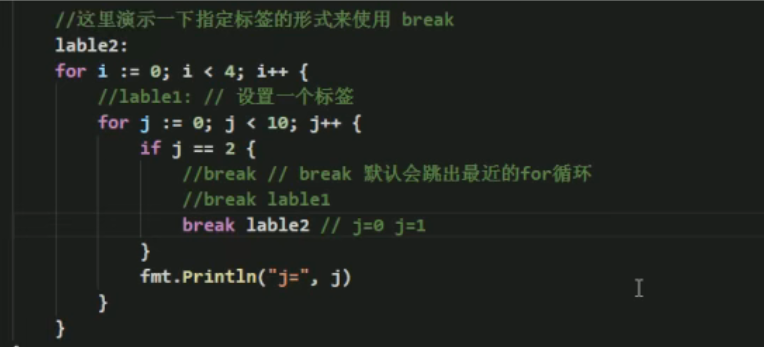 //这里演示一下指定标签的形式来使用 break
lable2:
for i := 0; i < 4; i++ {
//lable1: // 设置一个标签
for j := 0; j < 10; j++ {
if j == 2 {
//break // break 默认会跳出最近的for循环
//break lable1
break lable2 // j=0 j=1
}
fmt.Println("j=", j)
}
}